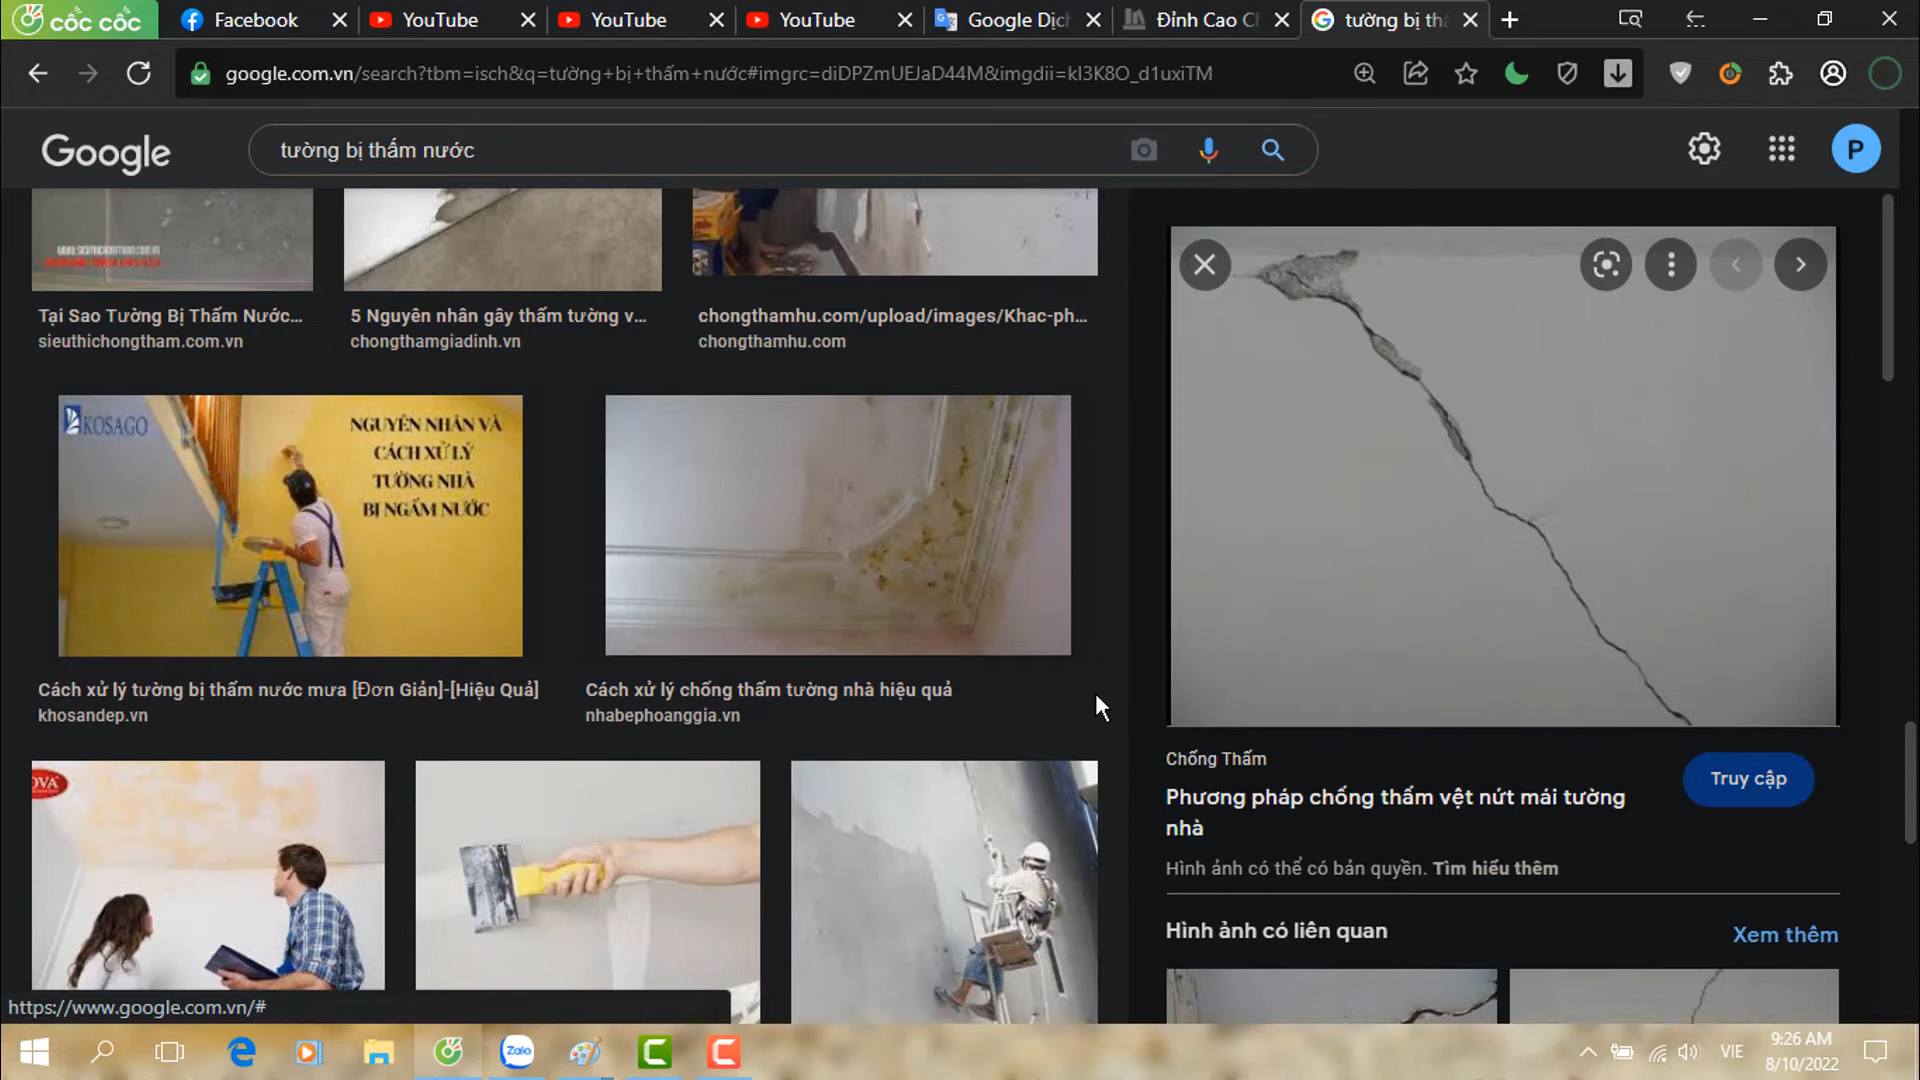 cốc cốc
Facebook
YouTube
YouTube
YouTube
Google Dịc
Đỉnh Cao C
tường bị thấ
google.com.vn/search?tbm=isch&q=tường+bị+thấm+nước#imgrc=diDPZmUEJaD44M&imgdii=kI3K8O_d1uxiTM
Google
tường bị thấm nước
P
Tại Sao Tường Bị Thấm Nước...
sieuthichongtham.com.vn
5 Nguyên nhân gây thấm tường v...
chongthamgiadinh.vn
chongthamhu.com/upload/images/Khac-ph...
chongthamhu.com
KOSAGO
NGUYÊN NHÂN VÀ
CÁCH XỬ LÝ
TƯỜNG NHÀ
BỊ NGẤM NƯỚC
Cách xử lý tường bị thấm nước mưa [Đơn Giản]-[Hiệu Quả]
khosandep.vn
Cách xử lý chống thấm tường nhà hiệu quả
nhabephoanggia.vn
OVA
Chống Thấm
Truy cập
Phương pháp chống thấm vệt nứt mái tường
nhà
Hình ảnh có thể có bản quyền. Tìm hiểu thêm
Hình ảnh có liên quan
Xem thêm
https://www.google.com.vn/#
Zalo
VIE
9:26 AM
8/10/2022